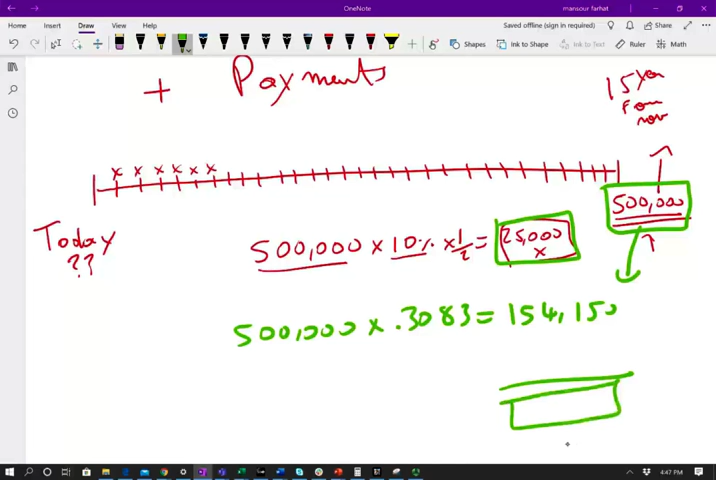 mansour farhat
OneNote
Home Insert Draw View Help
Saved offline (sign in required) Share
Shapes Ink to Shape Ink to Text Ruler Math
+ Payments
15 year
from
now
x x x x x x
500,000
Today
??
500,000 x 10% x 1/2 = 25,000
x
500,000 x .3083 = 154,150
4:47 PM